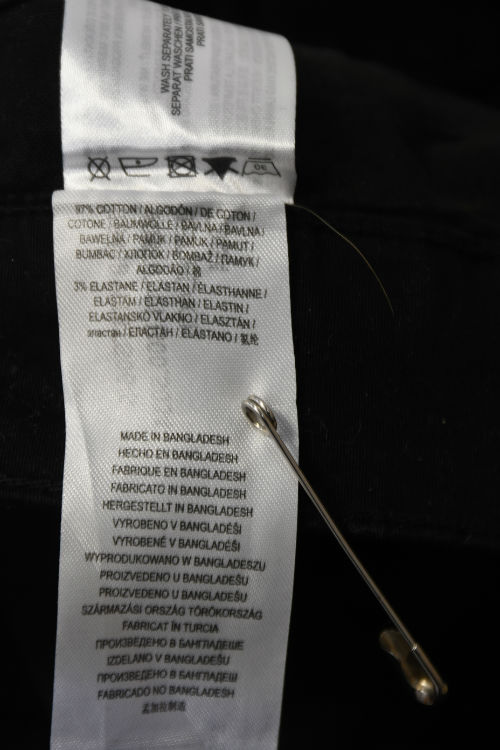 WASH SEPARATELY
SEPARAT WASCHEN
PRATI SAMOSTA
PRATI
97% COTTON / ALGODÓN / DE COTON /
COTONE / BAUMWOLLE / BAVLNA / BAVLNA /
BAWEŁNA / PAMUK / PAMUK / PAMUT /
BUMBAC / ХЛОПОК / BOMBAŽ / ПАМУК /
ALGODÃO / 棉
3% ELASTANE / ELASTAN / ELASTHANNE /
ELASTAM / ELASTHAN / ELASTIN /
ELASTANSKO VLAKNO / ELASZTÁN /
эластан / ЕЛАСТАН / ELASTANO / 氨纶
MADE IN BANGLADESH
HECHO EN BANGLADESH
FABRIQUE EN BANGLADESH
FABRICATO IN BANGLADESH
HERGESTELLT IN BANGLADESH
VYROBENO V BANGLADÉŠI
VYROBENÉ V BANGLADÉŠI
WYPRODUKOWANO W BANGLADESZU
PROIZVEDENO U BANGLADEŠU
PROIZVEDENO U BANGLADEŠU
SZÁRMAZÁSI ORSZÁG TÖRÖKORSZÁG
FABRICAT ÎN TURCIA
ПРОИЗВЕДЕНО В БАНГЛАДЕШЕ
IZDELANO V BANGLADEŠU
ПРОИЗВЕДЕНО В БАНГЛАДЕШ
FABRICADO NO BANGLADESH
孟加拉制造